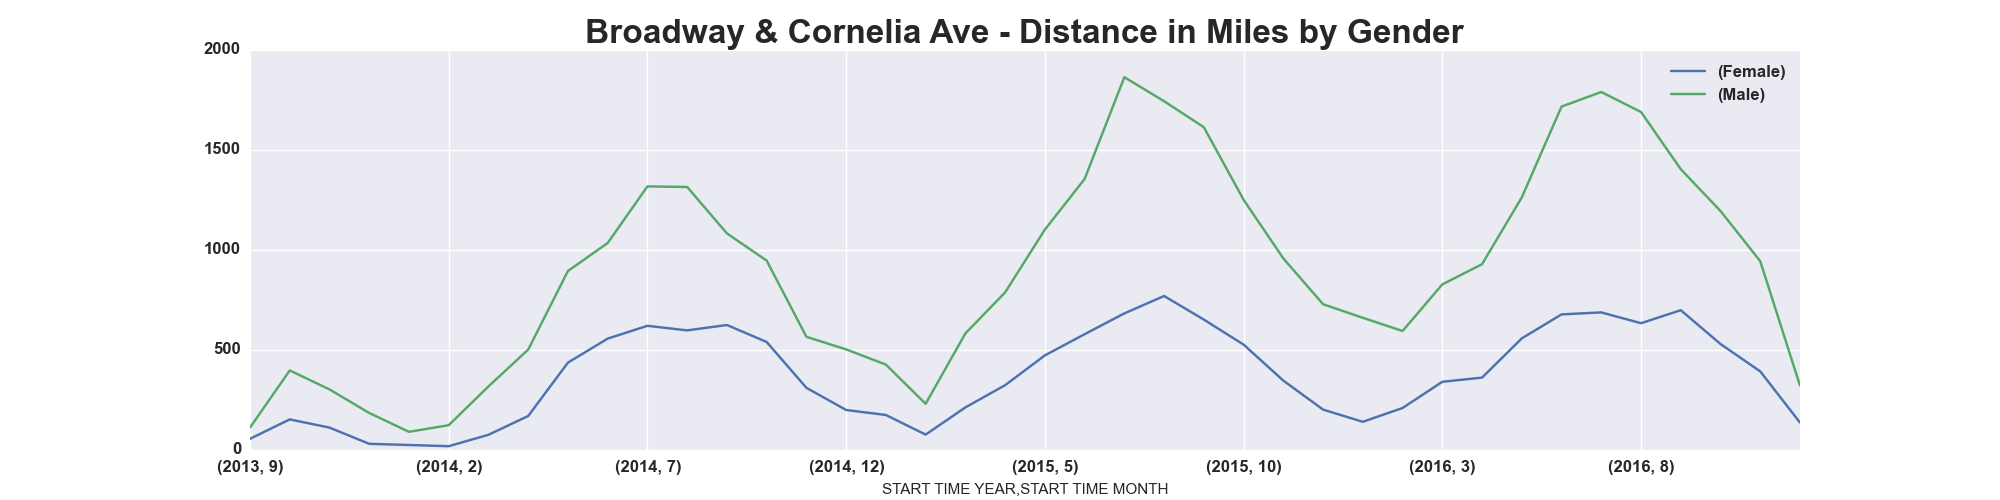 Broadway & Cornelia Ave - Distance in Miles by Gender
2000
1500
1000
500
0
(Female)
(Male)
(2013, 9) (2014, 2) (2014, 7) (2014, 12) (2015, 5) (2015, 10) (2016, 3) (2016, 8)
START TIME YEAR,START TIME MONTH